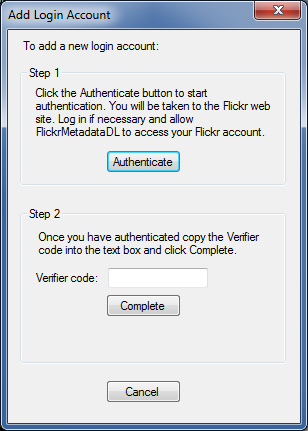 Add Login Account
To add a new login account:
Step 1
Click the Authenticate button to start
authentication. You will be taken to the Flickr web
site. Log in if necessary and allow
FlickrMetadataDL to access your Flickr account.
Authenticate
Step 2
Once you have authenticated copy the Verifier
code into the text box and click Complete.
Verifier code:
Complete
Cancel